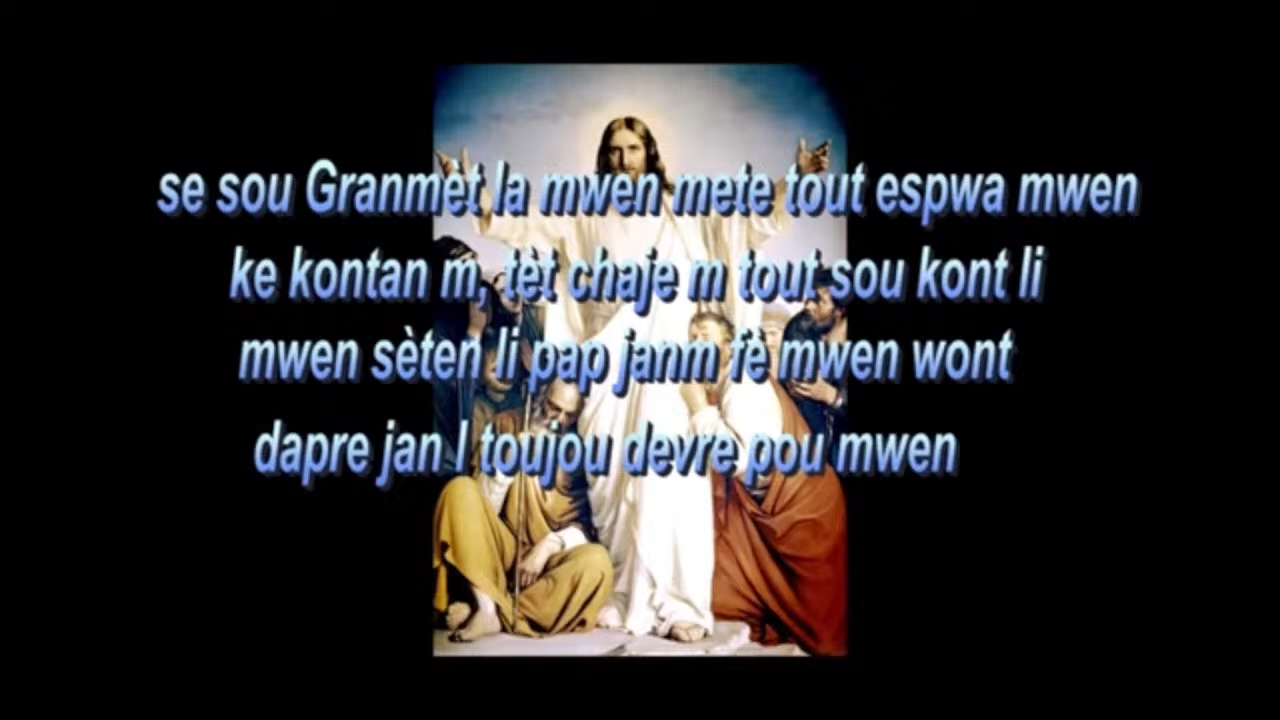 se sou Granmèt la mwen mete tout espwa mwen
ke kontan m, tèt chaje m tout sou kont li
mwen sèten li pap janm fè mwen wont
dapre jan l toujou devre pou mwen